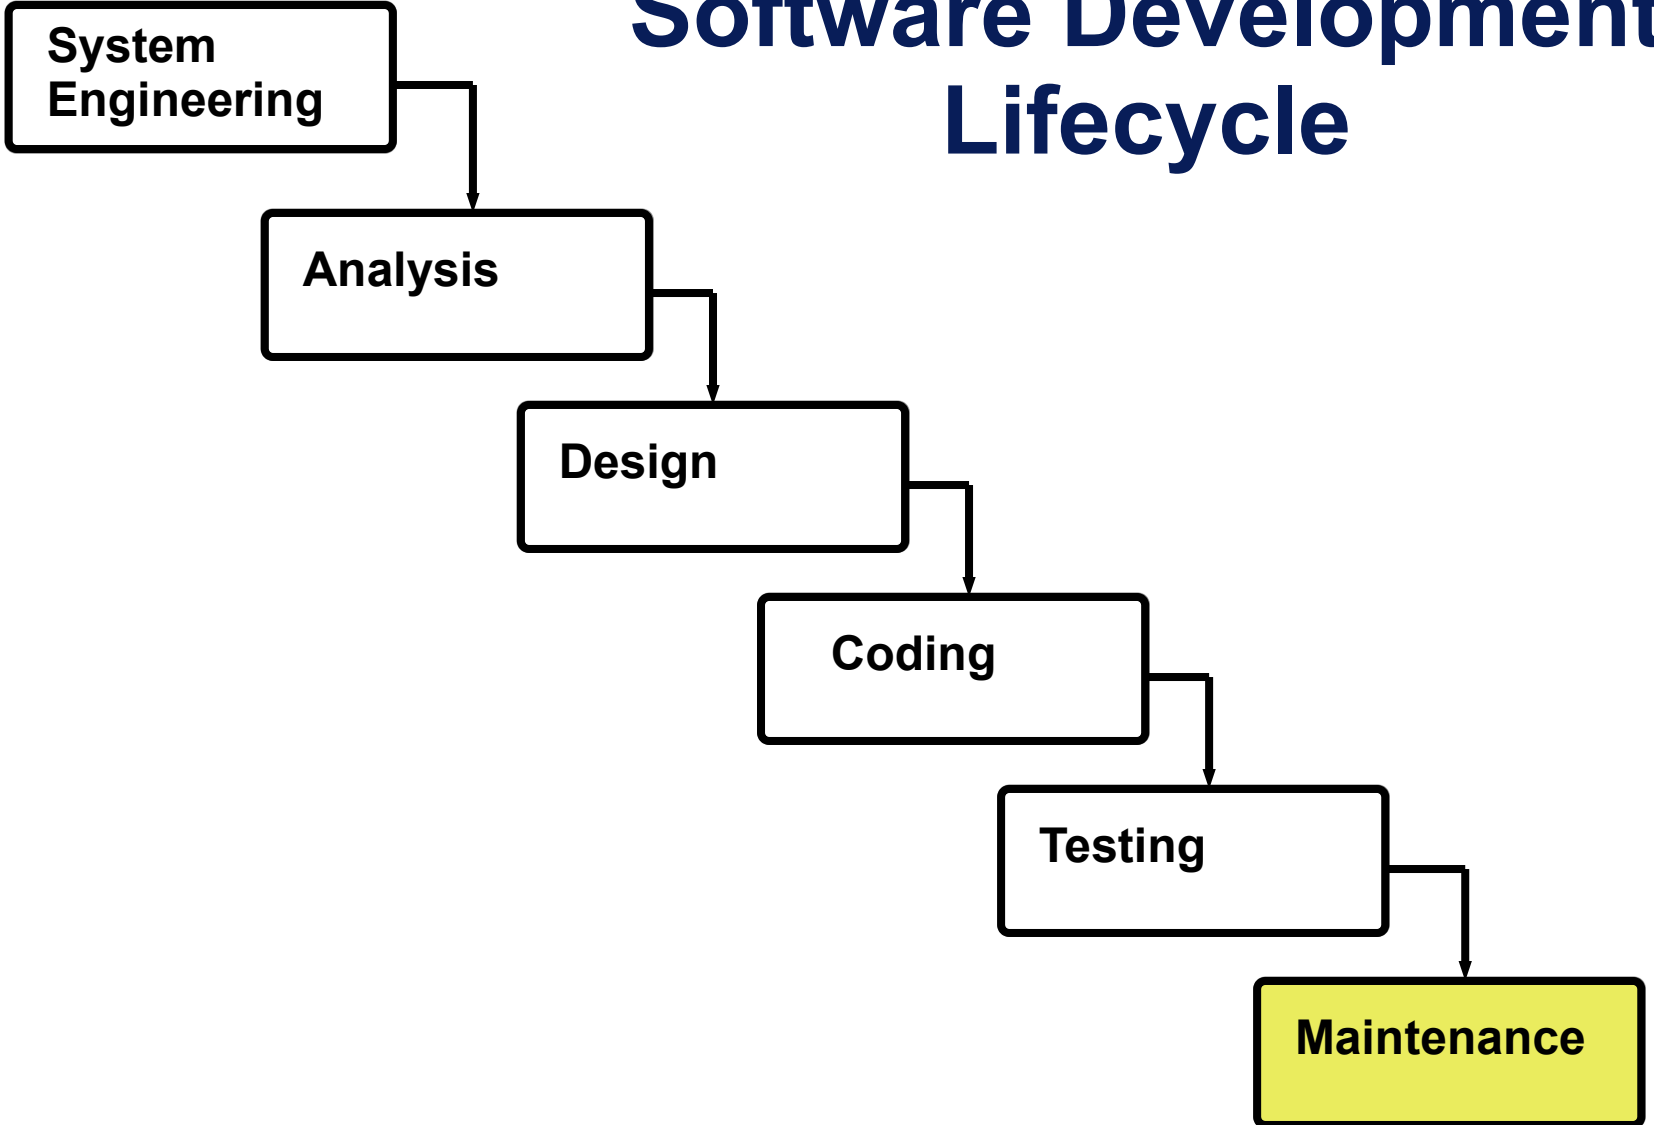 Software Development
Lifecycle
System
Engineering
Analysis
Design
Coding
Testing
Maintenance